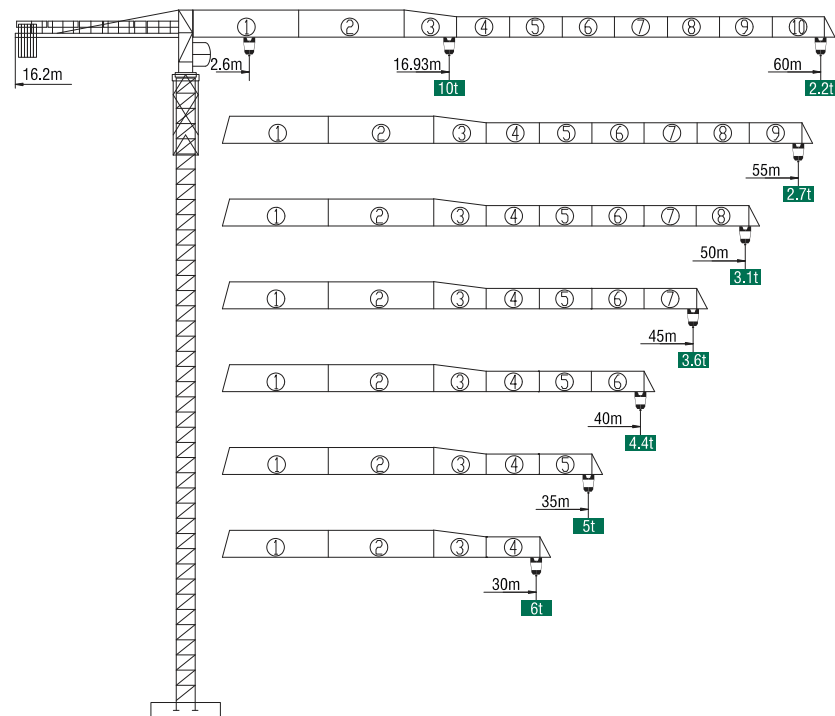 ① ② ③ ④ ⑤ ⑥ ⑦ ⑧ ⑨ ⑩
16.2m 2.6m 16.93m 60m
10t 2.2t
① ② ③ ④ ⑤ ⑥ ⑦ ⑧ ⑨
55m
2.7t
① ② ③ ④ ⑤ ⑥ ⑦ ⑧
50m
3.1t
① ② ③ ④ ⑤ ⑥ ⑦
45m
3.6t
① ② ③ ④ ⑤ ⑥
40m
4.4t
① ② ③ ④ ⑤
35m
5t
① ② ③ ④
30m
6t